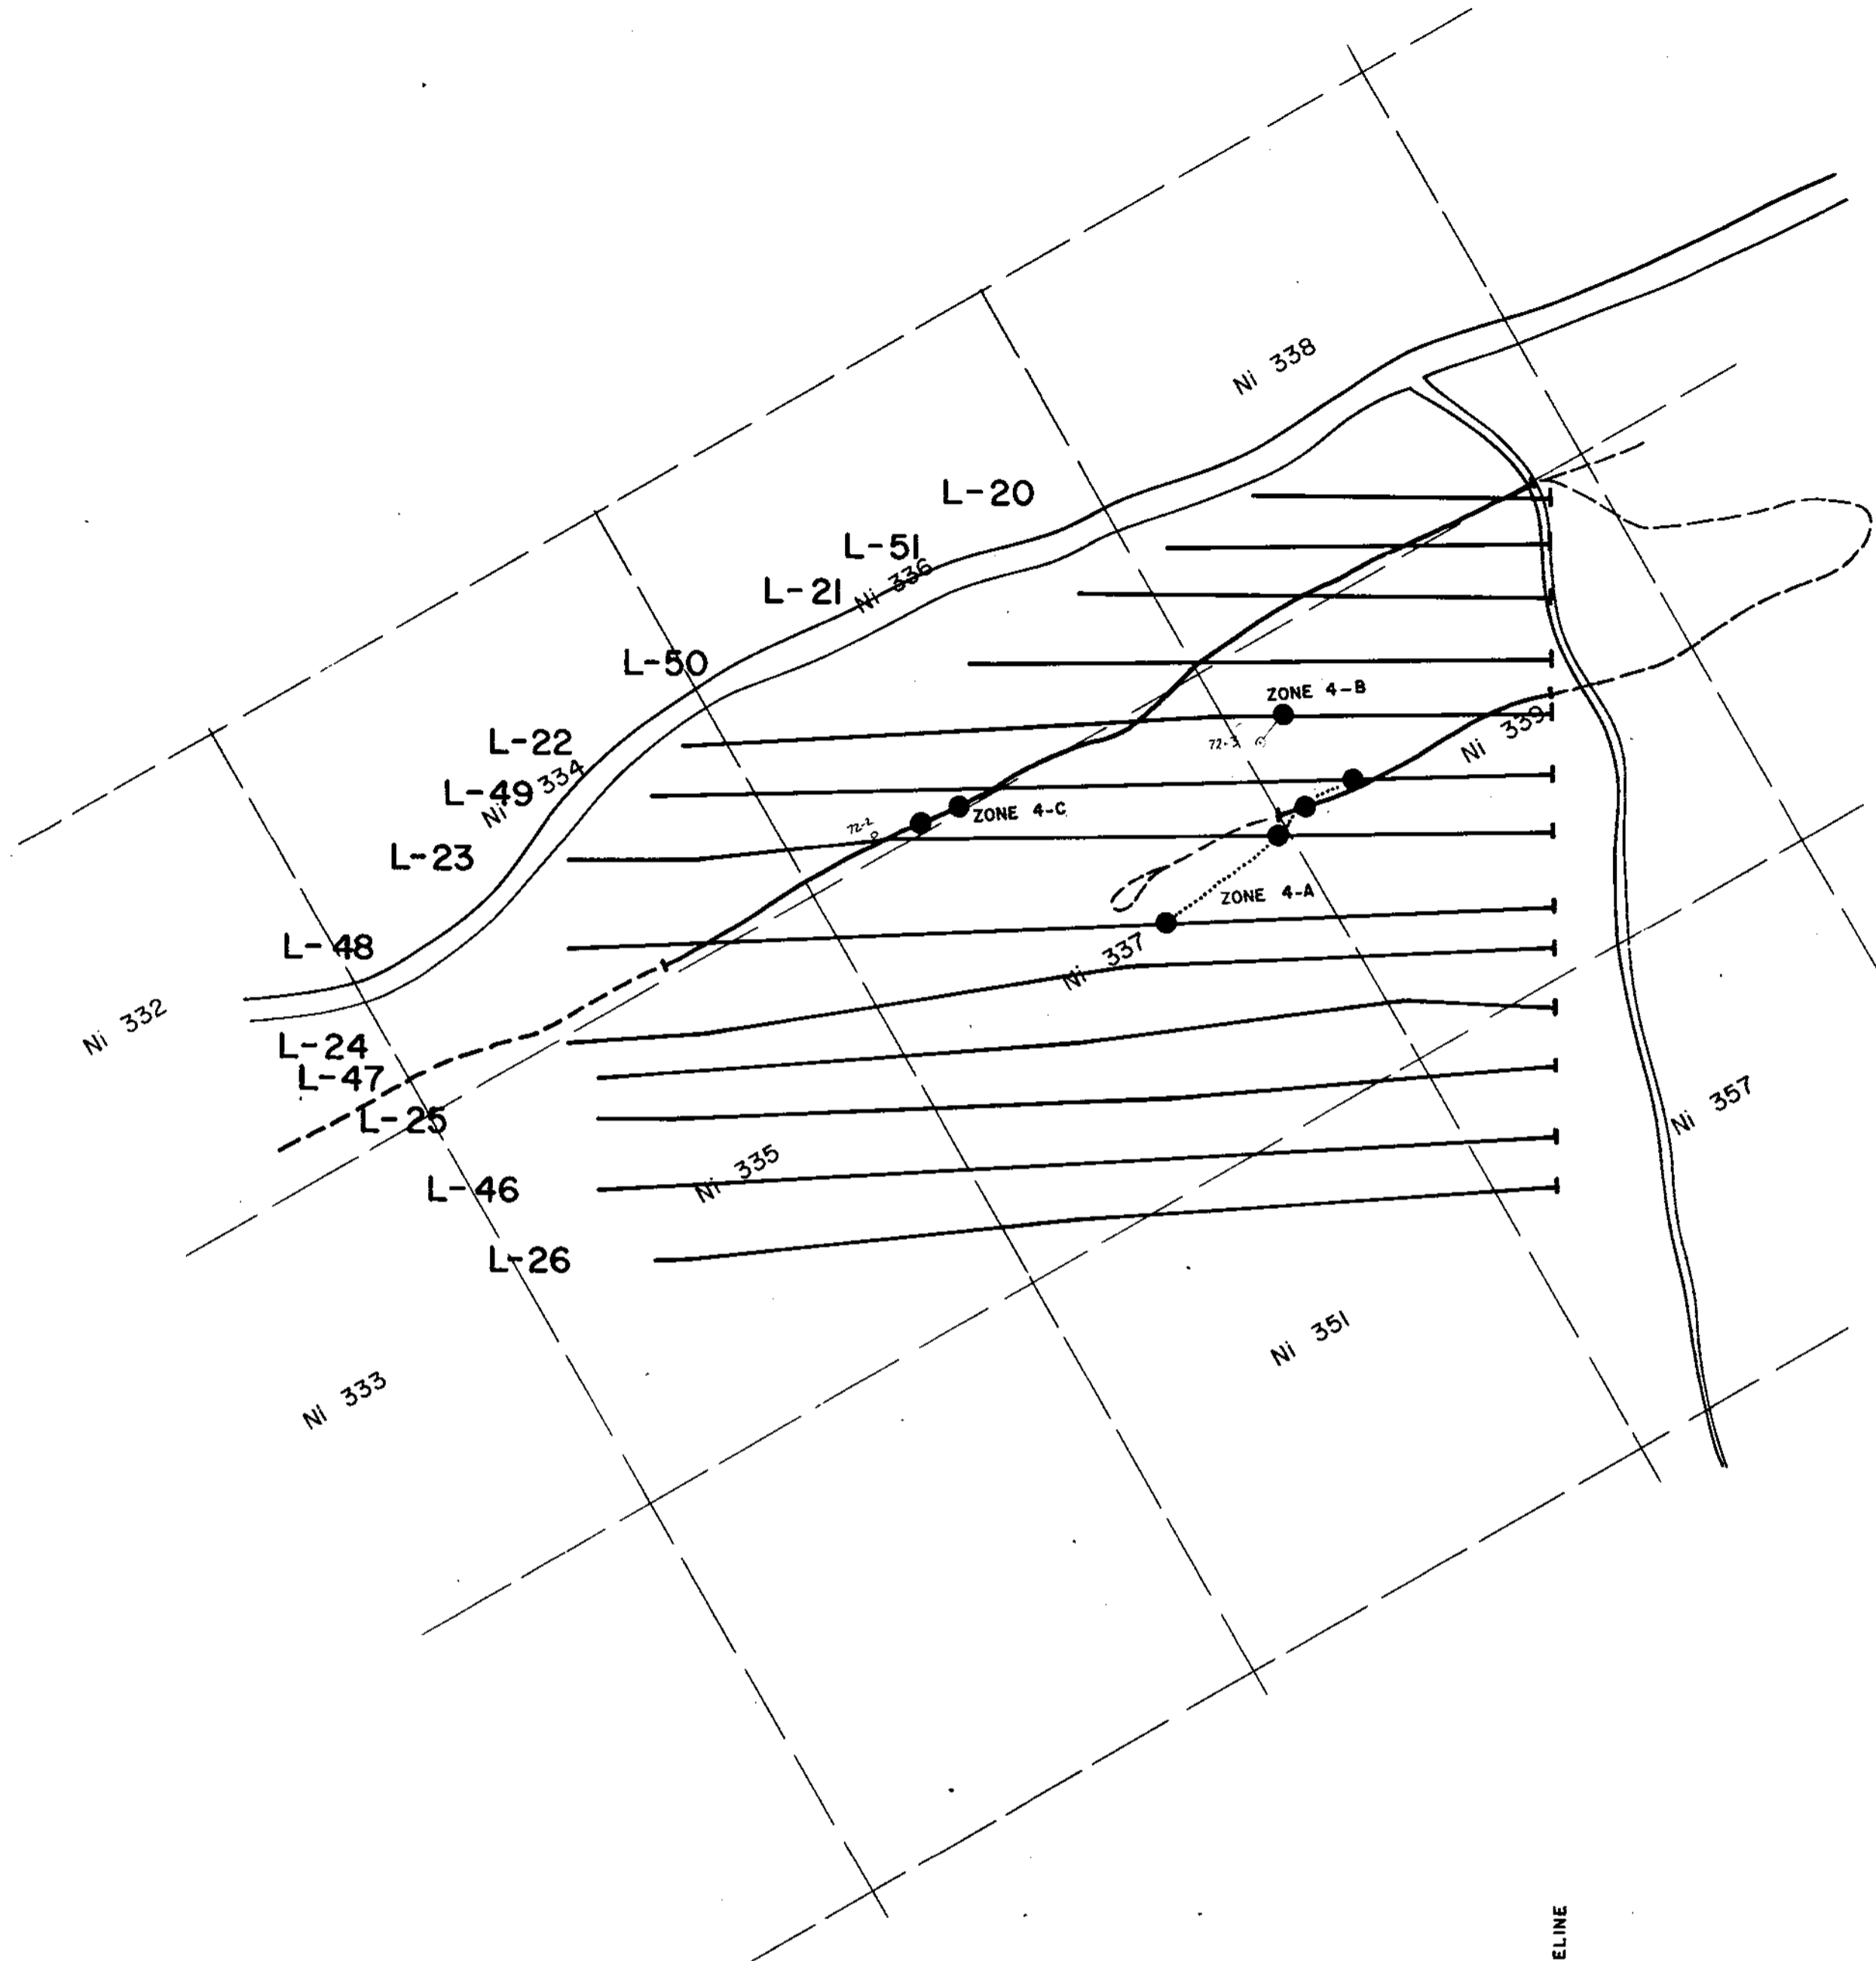 Ni 338
L-20
L-51
Ni 336
L-21
L-50
ZONE 4-B
Ni 339
L-22
72-3
Ni 334
L-49
ZONE 4-C
72-2
L-23
ZONE 4-A
L-48
Ni 337
Ni 332
L-24
L-47
L-25
Ni 357
L-46
Ni 335
L-26
Ni 351
Ni 333
ELINE